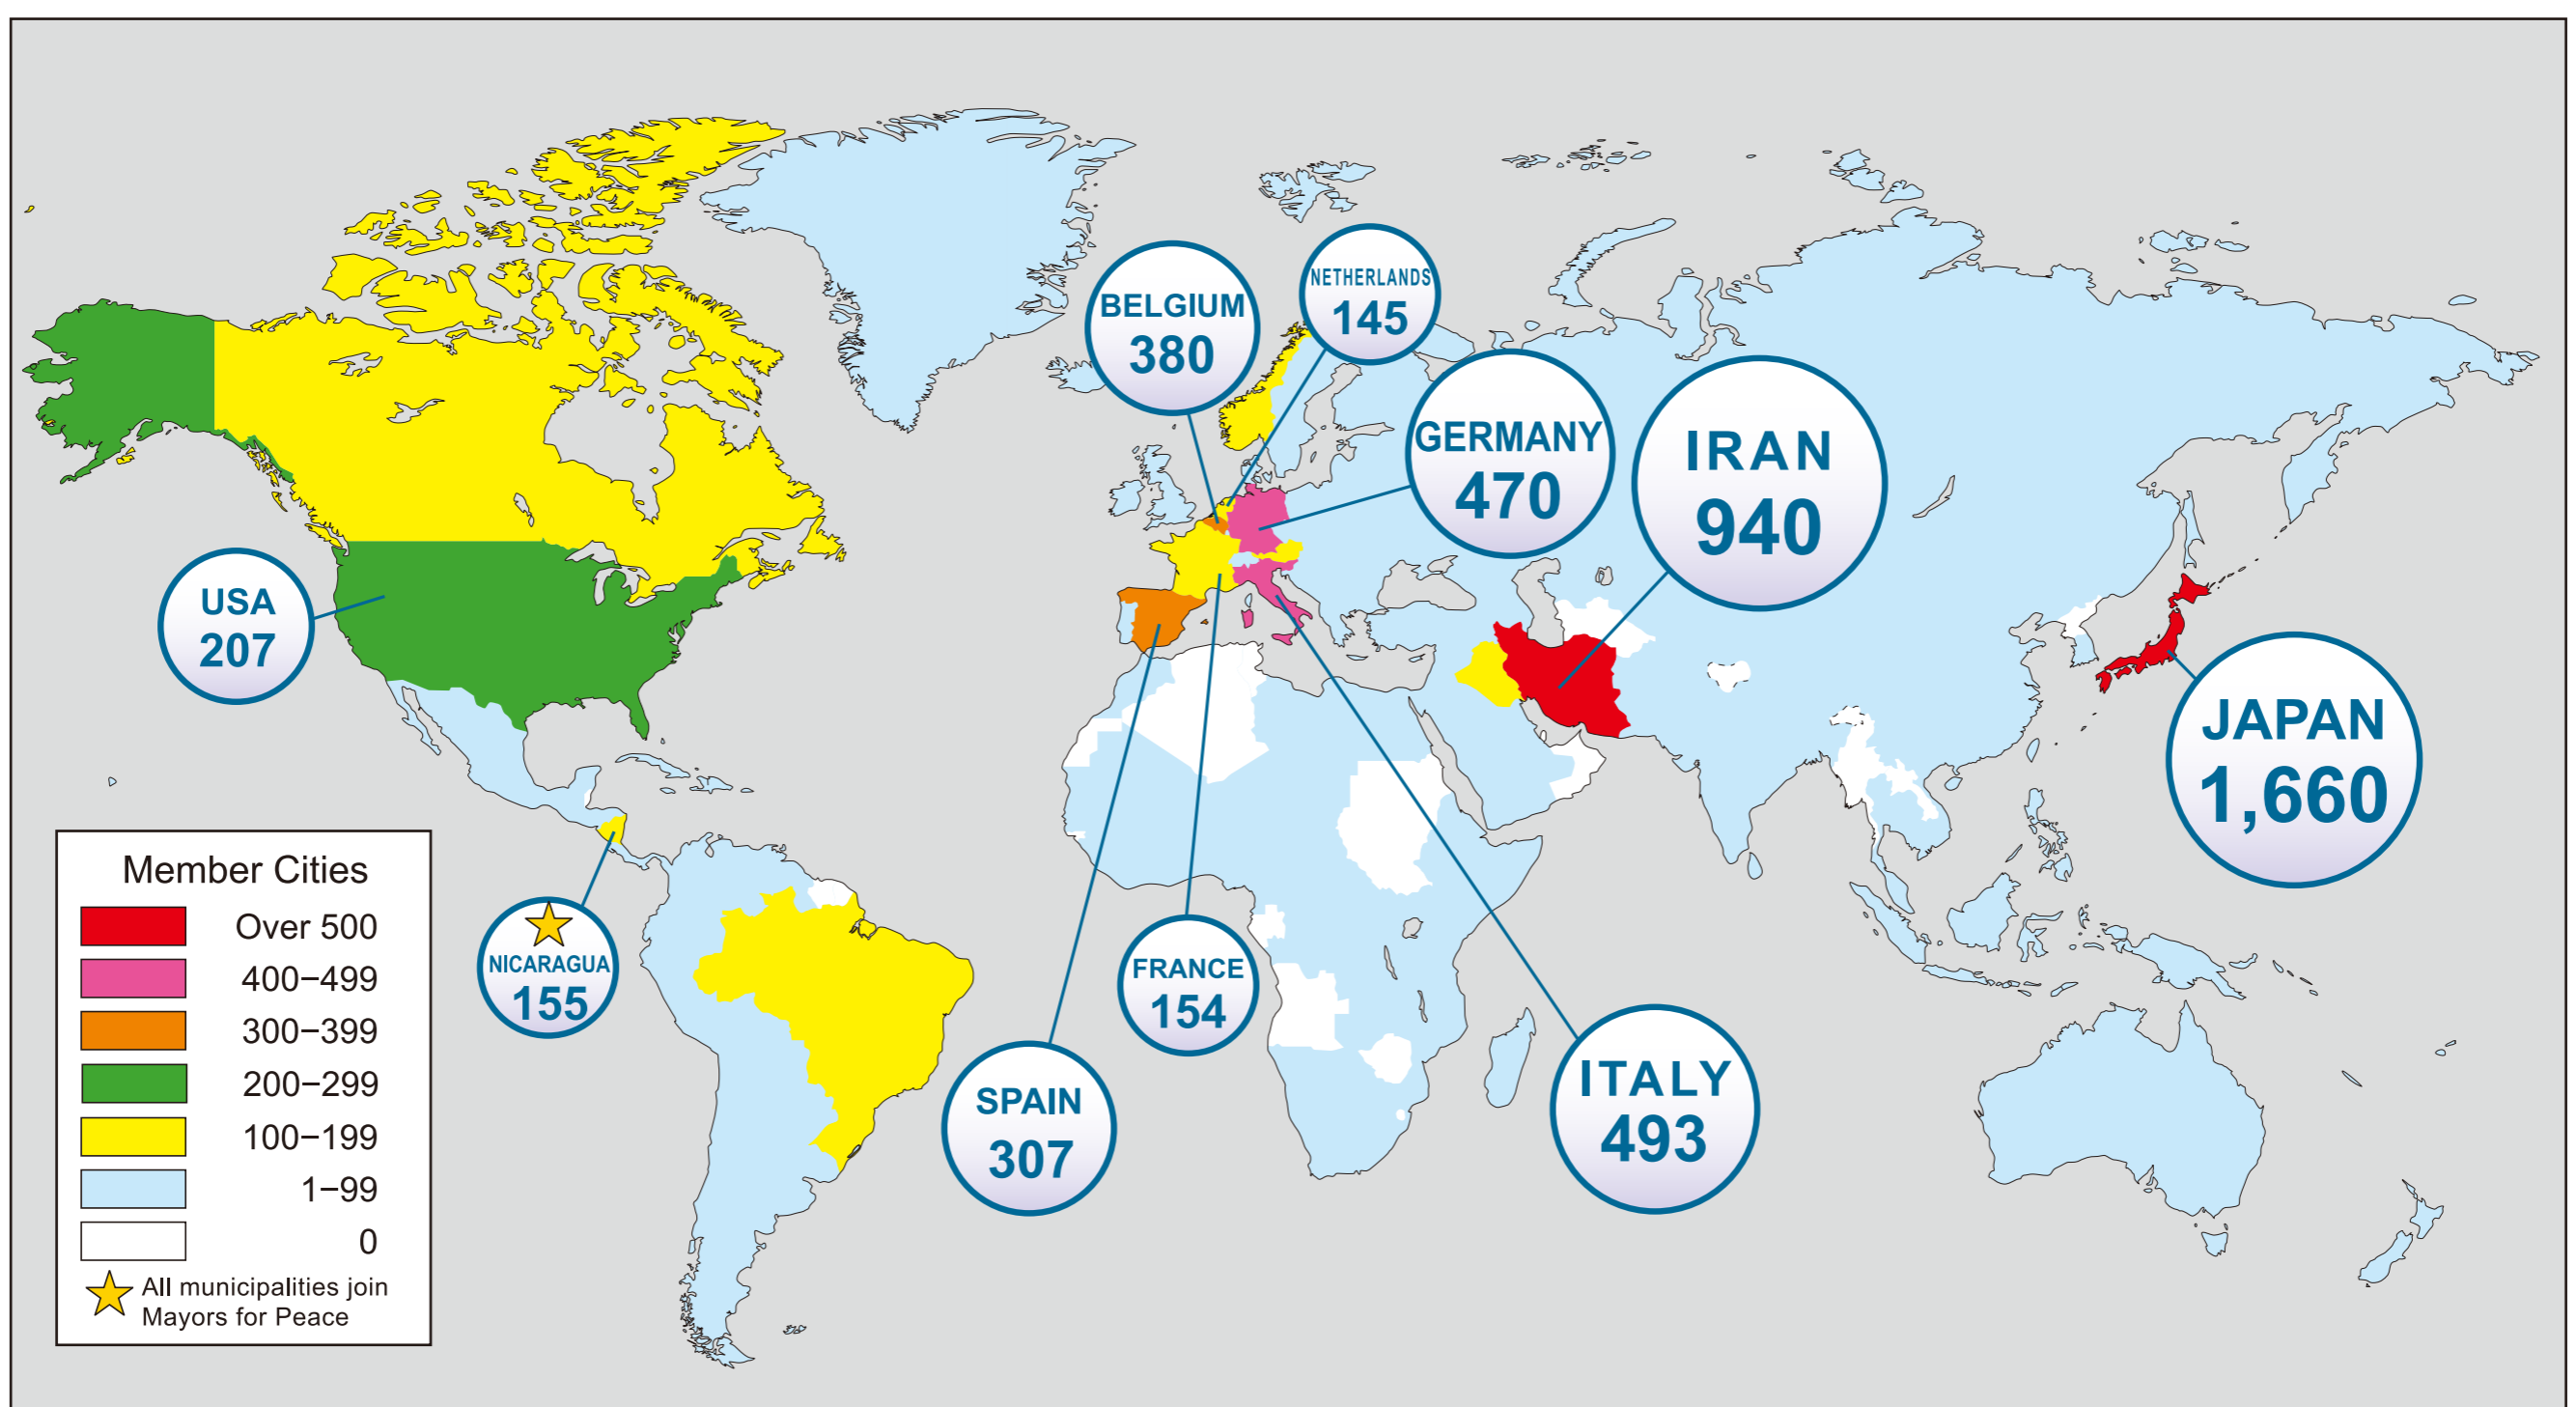 BELGIUM
380
NETHERLANDS
145
GERMANY
470
IRAN
940
USA
207
JAPAN
1,660
NICARAGUA
155
FRANCE
154
SPAIN
307
ITALY
493
Member Cities
Over 500
400−499
300−399
200−299
100−199
1−99
0
All municipalities join
Mayors for Peace